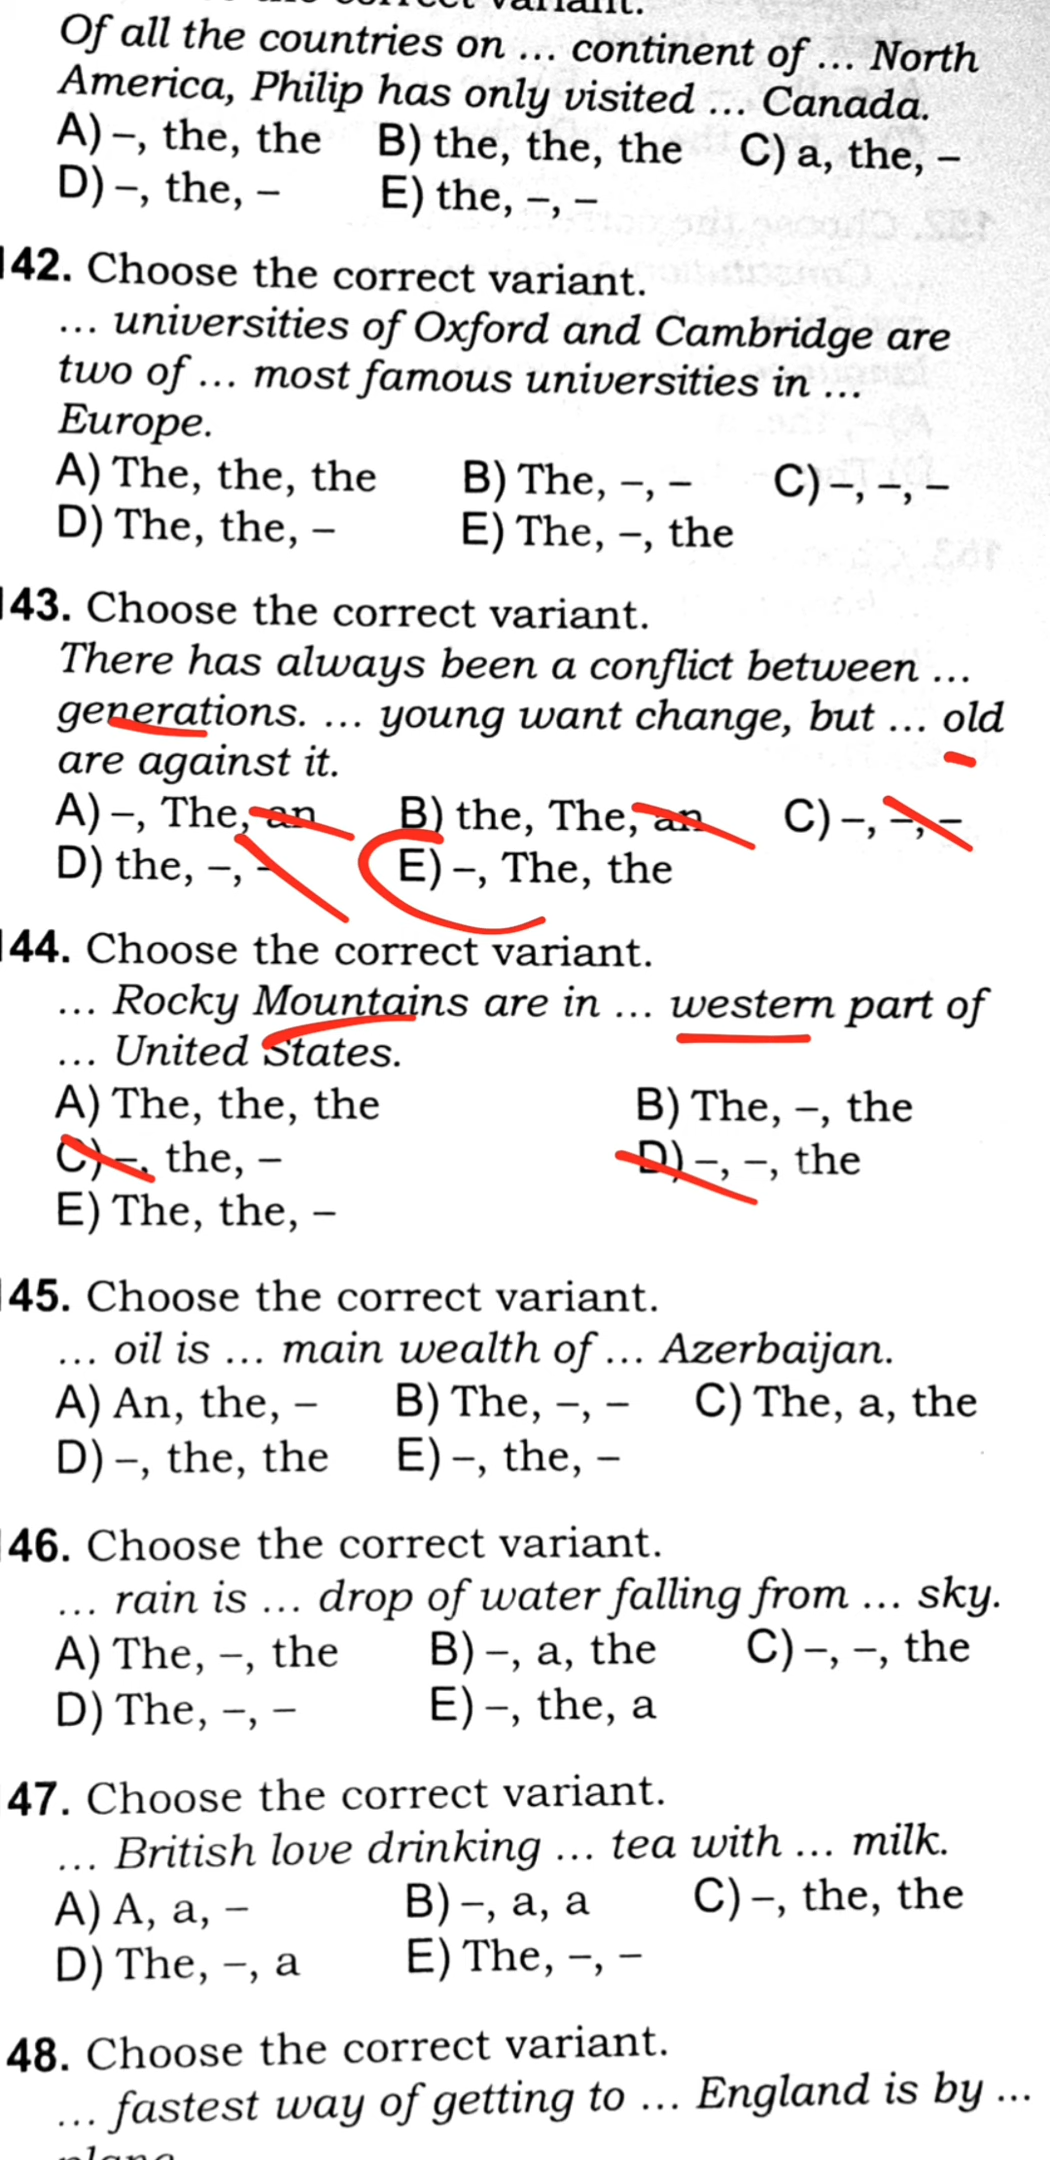 the correct variant.
Of all the countries on ... continent of ... North
America, Philip has only visited ... Canada.
A) –, the, the B) the, the, the C) a, the, –
D) –, the, – E) the, –, –
142. Choose the correct variant.
... universities of Oxford and Cambridge are
two of ... most famous universities in ...
Europe.
A) The, the, the B) The, –, – C) –, –, –
D) The, the, – E) The, –, the
143. Choose the correct variant.
There has always been a conflict between ...
generations. ... young want change, but ... old
are against it.
A) –, The, an B) the, The, an C) –, –, –
D) the, –, – E) –, The, the
144. Choose the correct variant.
... Rocky Mountains are in ... western part of
... United States.
A) The, the, the B) The, –, the
C) –, the, – D) –, –, the
E) The, the, –
145. Choose the correct variant.
... oil is ... main wealth of ... Azerbaijan.
A) An, the, – B) The, –, – C) The, a, the
D) –, the, the E) –, the, –
146. Choose the correct variant.
... rain is ... drop of water falling from ... sky.
A) The, –, the B) –, a, the C) –, –, the
D) The, –, – E) –, the, a
47. Choose the correct variant.
... British love drinking ... tea with ... milk.
A) A, a, – B) –, a, a C) –, the, the
D) The, –, a E) The, –, –
48. Choose the correct variant.
... fastest way of getting to ... England is by ...
plane